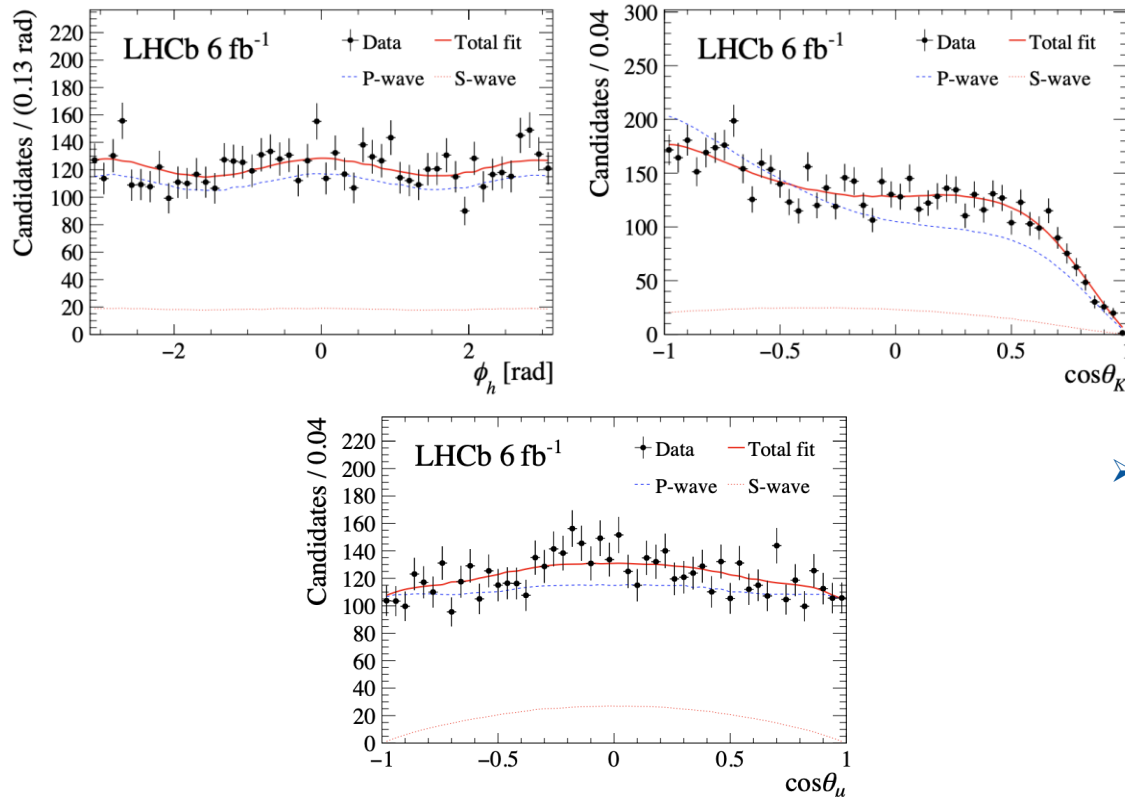 LHCb 6 fb⁻¹
Data
Total fit
P-wave
S-wave
Candidates / (0.13 rad)
220
200
180
160
140
120
100
80
60
40
20
0
−2
0
2
ϕ_h [rad]
LHCb 6 fb⁻¹
Data
Total fit
P-wave
S-wave
Candidates / 0.04
300
250
200
150
100
50
0
−1
−0.5
0
0.5
1
cosθ_K
LHCb 6 fb⁻¹
Data
Total fit
P-wave
S-wave
Candidates / 0.04
220
200
180
160
140
120
100
80
60
40
20
0
−1
−0.5
0
0.5
1
cosθ_μ